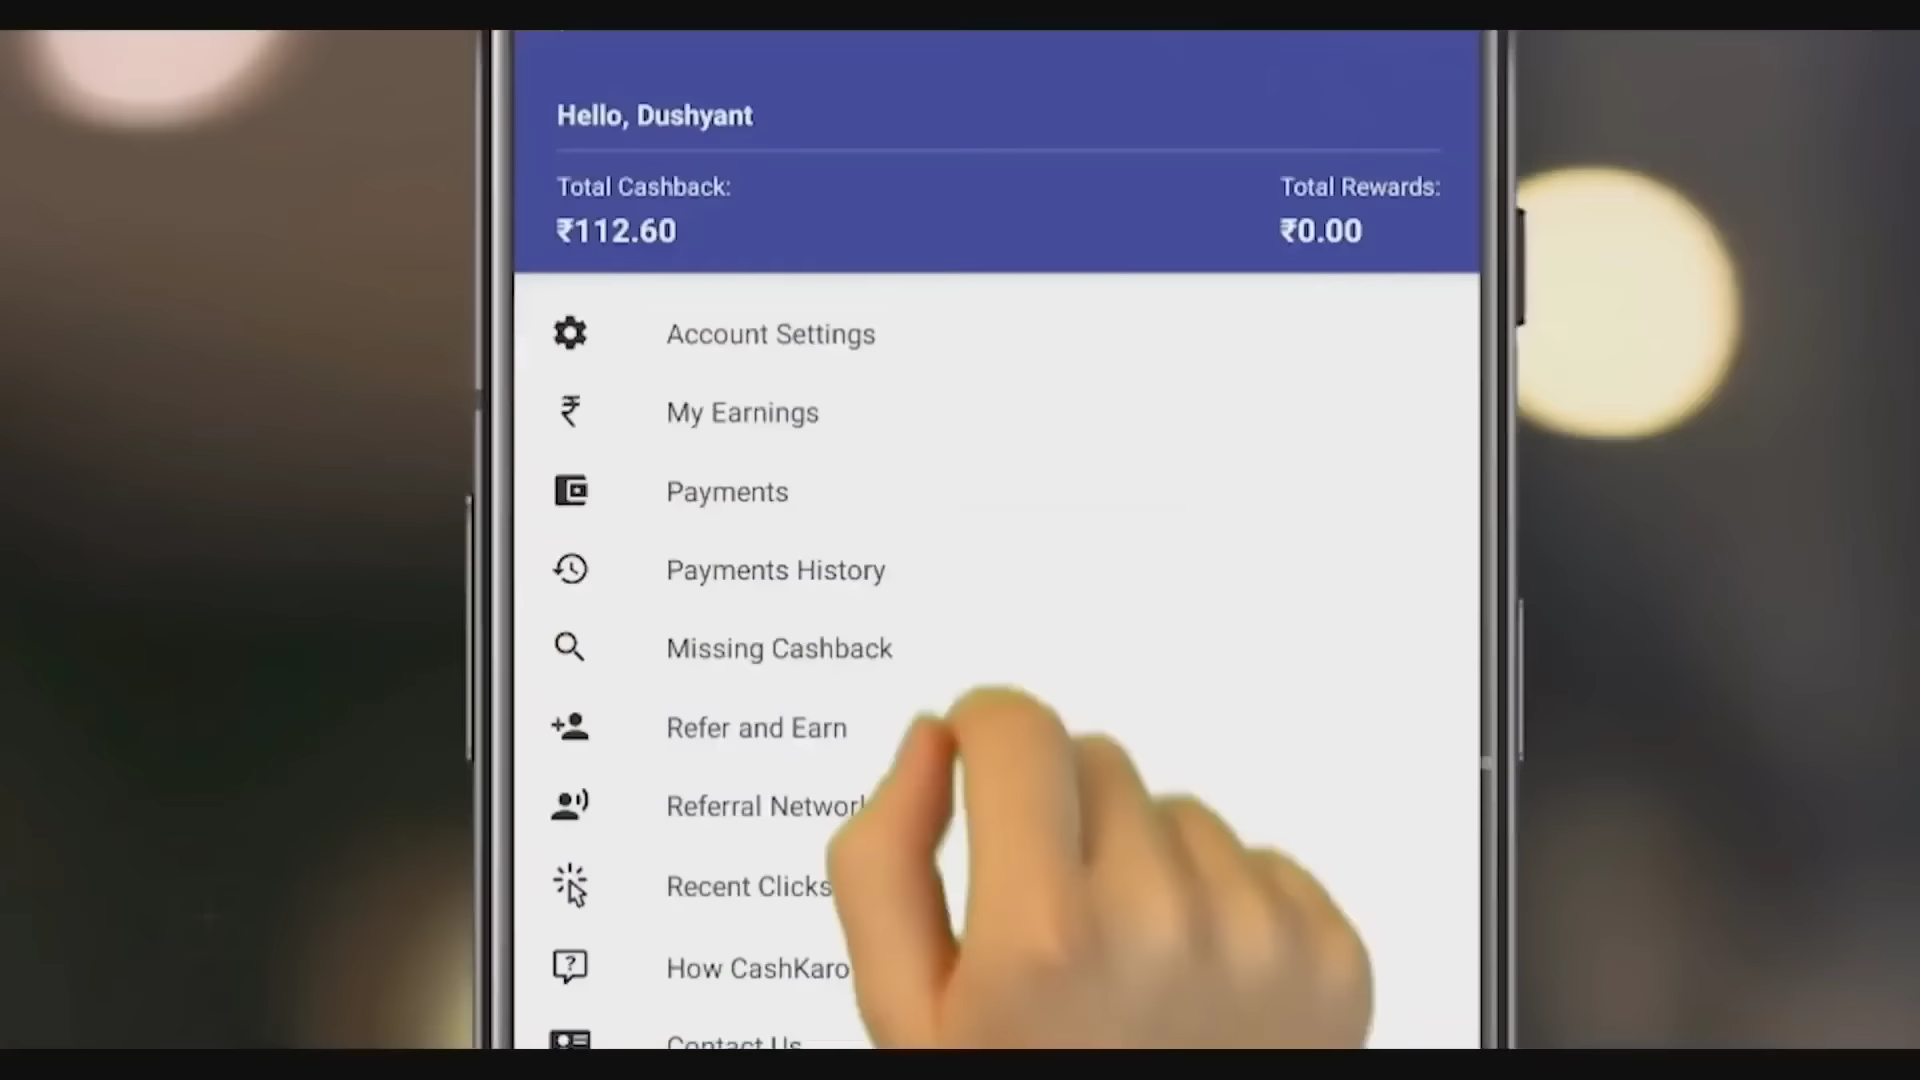 Hello, Dushyant
Total Cashback:
Total Rewards:
₹112.60
₹0.00
Account Settings
My Earnings
Payments
Payments History
Missing Cashback
Refer and Earn
Referral Network
Recent Clicks
How CashKaro
Contact Us